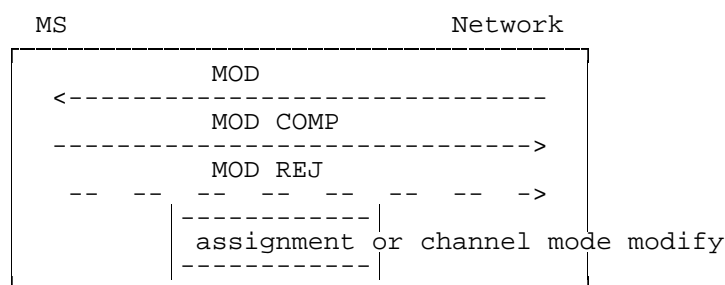 MS Network
MOD
MOD COMP
MOD REJ
assignment or channel mode modify